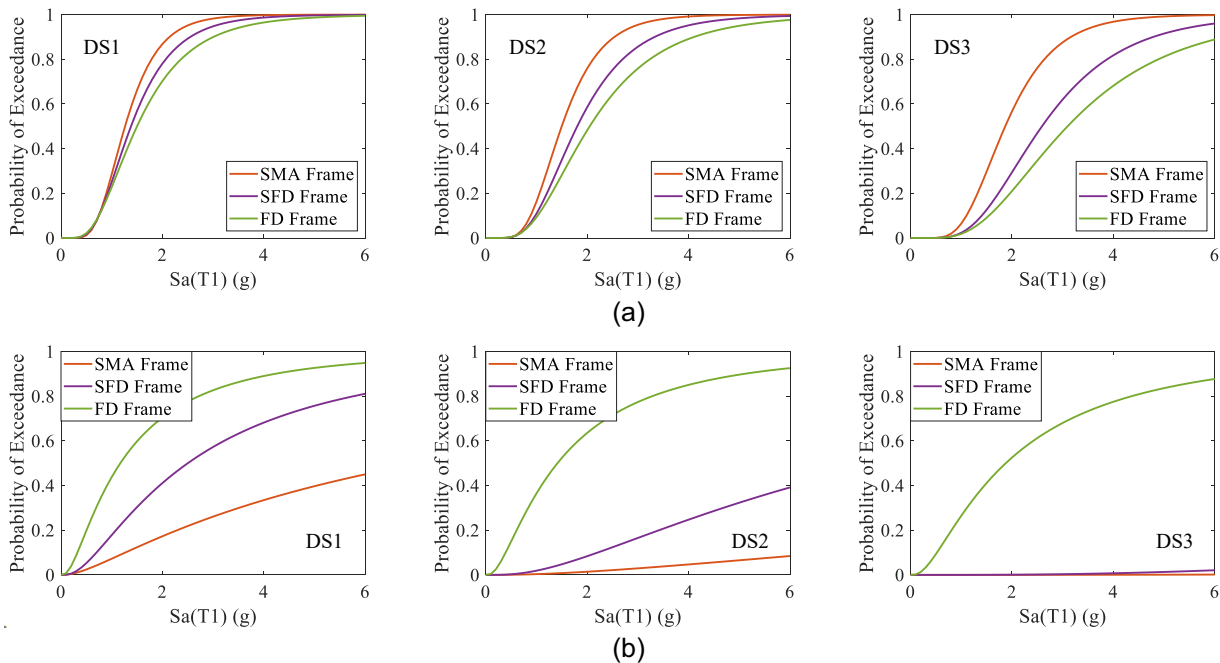 Probability of Exceedance
1
0.8
0.6
0.4
0.2
0
DS1
SMA Frame
SFD Frame
FD Frame
0 2 4 6
Sa(T1) (g)
Probability of Exceedance
1
0.8
0.6
0.4
0.2
0
DS2
SMA Frame
SFD Frame
FD Frame
0 2 4 6
Sa(T1) (g)
Probability of Exceedance
1
0.8
0.6
0.4
0.2
0
DS3
SMA Frame
SFD Frame
FD Frame
0 2 4 6
Sa(T1) (g)
(a)
Probability of Exceedance
1
0.8
0.6
0.4
0.2
0
SMA Frame
SFD Frame
FD Frame
DS1
0 2 4 6
Sa(T1) (g)
Probability of Exceedance
1
0.8
0.6
0.4
0.2
0
SMA Frame
SFD Frame
FD Frame
DS2
0 2 4 6
Sa(T1) (g)
Probability of Exceedance
1
0.8
0.6
0.4
0.2
0
SMA Frame
SFD Frame
FD Frame
DS3
0 2 4 6
Sa(T1) (g)
(b)